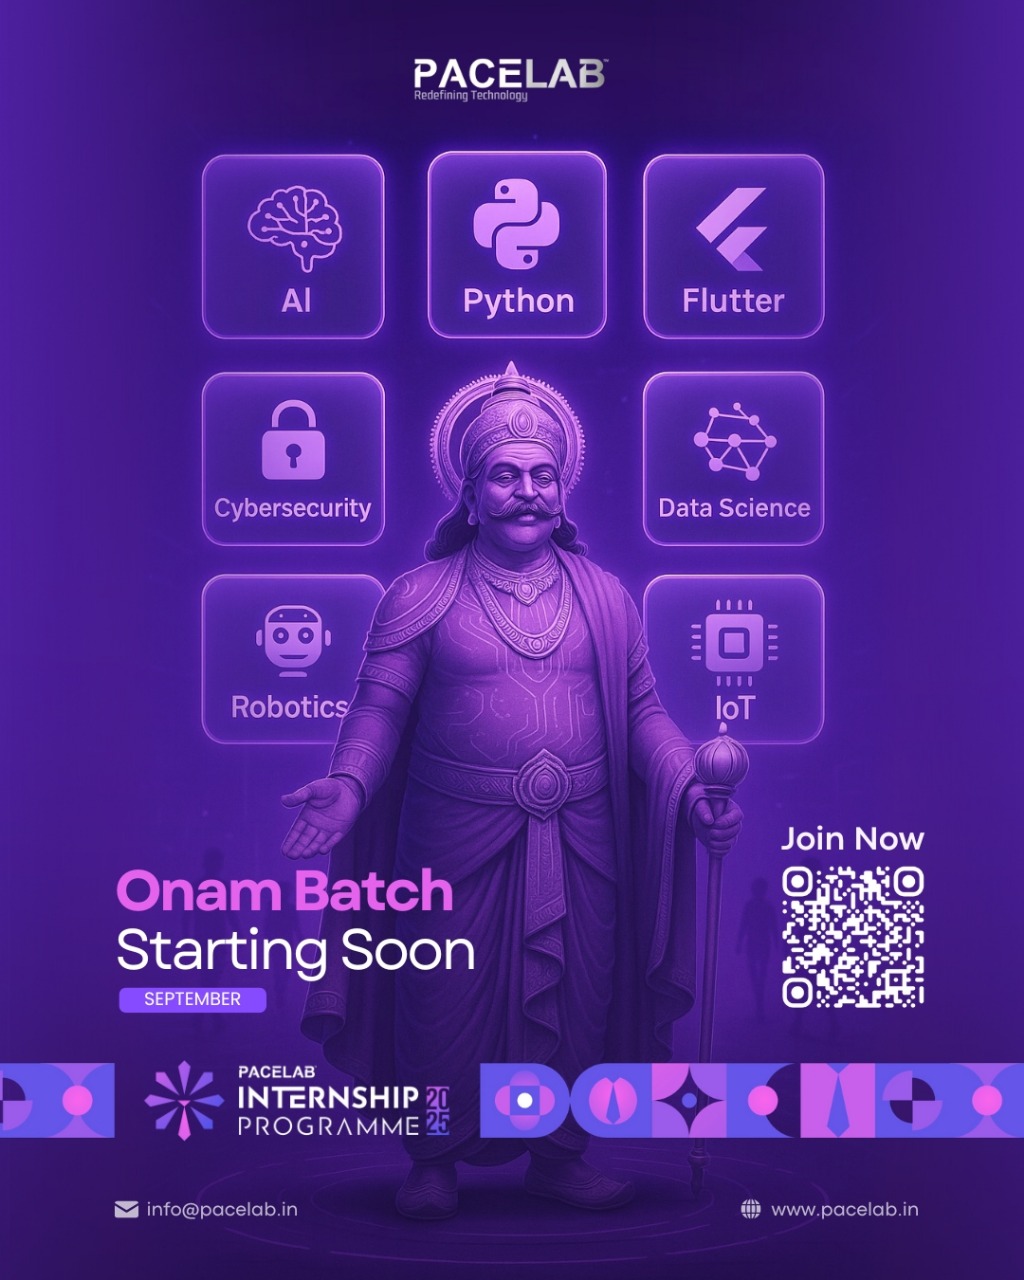 PACELAB™
Redefining Technology
AI
Python
Flutter
Cybersecurity
Data Science
Robotics
IoT
Join Now
Onam Batch
Starting Soon
SEPTEMBER
PACELAB
INTERNSHIP
PROGRAMME
20
25
info@pacelab.in
www.pacelab.in